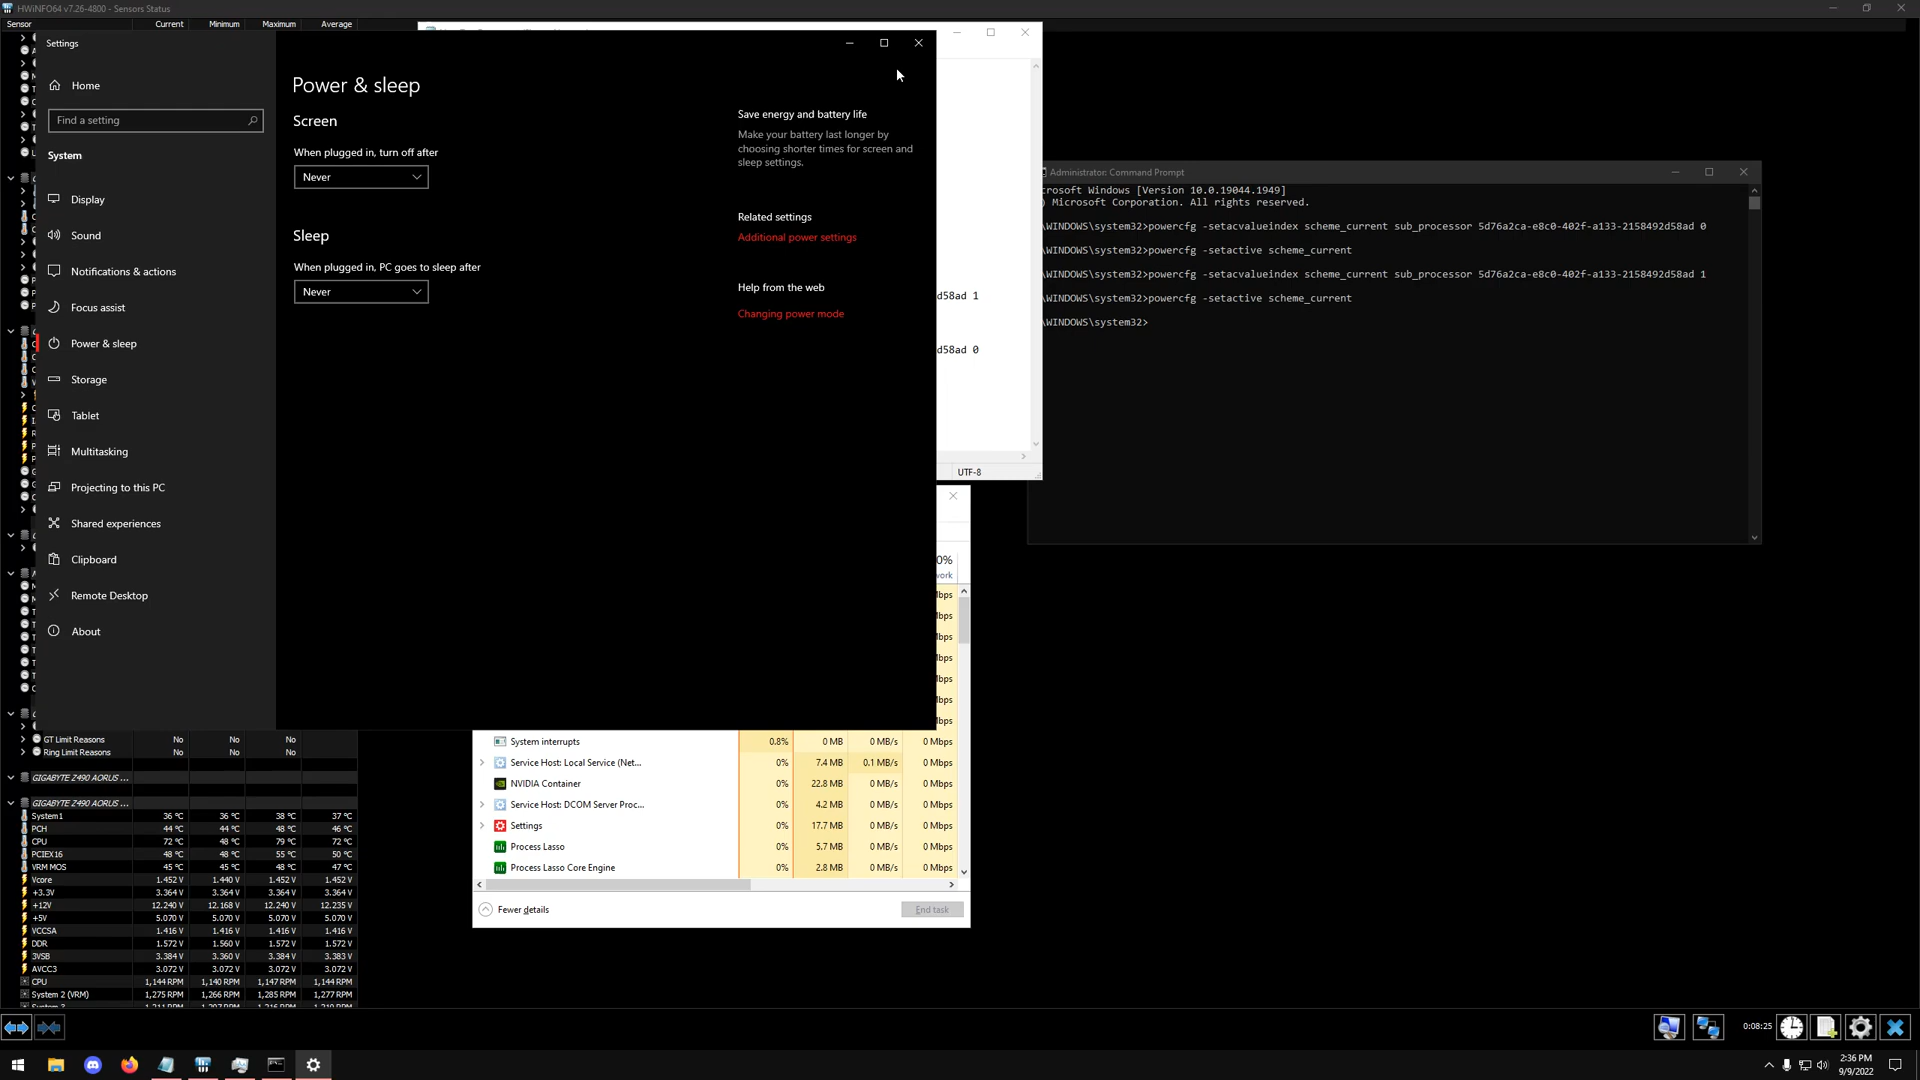 HWiNFO64 v7.26-4800 - Sensors Status
Sensor Current Minimum Maximum Average
Settings
Home
Find a setting
System
Display
Sound
Notifications & actions
Focus assist
Power & sleep
Storage
Tablet
Multitasking
Projecting to this PC
Shared experiences
Clipboard
Remote Desktop
About
Power & sleep
Screen
When plugged in, turn off after
Never
Sleep
When plugged in, PC goes to sleep after
Never
Save energy and battery life
Make your battery last longer by
choosing shorter times for screen and
sleep settings.
Related settings
Additional power settings
Help from the web
Changing power mode
d58ad 1
d58ad 0
UTF-8
Administrator: Command Prompt
crosoft Windows [Version 10.0.19044.1949]
) Microsoft Corporation. All rights reserved.
\WINDOWS\system32>powercfg -setacvalueindex scheme_current sub_processor 5d76a2ca-e8c0-402f-a133-2158492d58ad 0
\WINDOWS\system32>powercfg -setactive scheme_current
\WINDOWS\system32>powercfg -setacvalueindex scheme_current sub_processor 5d76a2ca-e8c0-402f-a133-2158492d58ad 1
\WINDOWS\system32>powercfg -setactive scheme_current
\WINDOWS\system32>
0%
work
Mbps
Mbps
Mbps
Mbps
Mbps
Mbps
Mbps
System interrupts 0.8% 0 MB 0 MB/s 0 Mbps
Service Host: Local Service (Net... 0% 7.4 MB 0.1 MB/s 0 Mbps
NVIDIA Container 0% 22.8 MB 0 MB/s 0 Mbps
Service Host: DCOM Server Proc... 0% 4.2 MB 0 MB/s 0 Mbps
Settings 0% 17.7 MB 0 MB/s 0 Mbps
Process Lasso 0% 5.7 MB 0 MB/s 0 Mbps
Process Lasso Core Engine 0% 2.8 MB 0 MB/s 0 Mbps
Fewer details
End task
GT Limit Reasons No No No
Ring Limit Reasons No No No
GIGABYTE Z490 AORUS ...
GIGABYTE Z490 AORUS ...
System1 36 °C 36 °C 38 °C 37 °C
PCH 44 °C 44 °C 48 °C 46 °C
CPU 72 °C 48 °C 79 °C 72 °C
PCIEX16 48 °C 48 °C 55 °C 50 °C
VRM MOS 45 °C 45 °C 48 °C 47 °C
Vcore 1.452 V 1.440 V 1.452 V 1.452 V
+3.3V 3.364 V 3.364 V 3.364 V 3.364 V
+12V 12.240 V 12.168 V 12.240 V 12.235 V
+5V 5.070 V 5.070 V 5.070 V 5.070 V
VCCSA 1.416 V 1.416 V 1.416 V 1.416 V
DDR 1.572 V 1.560 V 1.572 V 1.572 V
3VSB 3.384 V 3.360 V 3.384 V 3.383 V
AVCC3 3.072 V 3.072 V 3.072 V 3.072 V
CPU 1,144 RPM 1,140 RPM 1,147 RPM 1,144 RPM
System 2 (VRM) 1,275 RPM 1,266 RPM 1,285 RPM 1,277 RPM
0:08:25
2:36 PM
9/9/2022